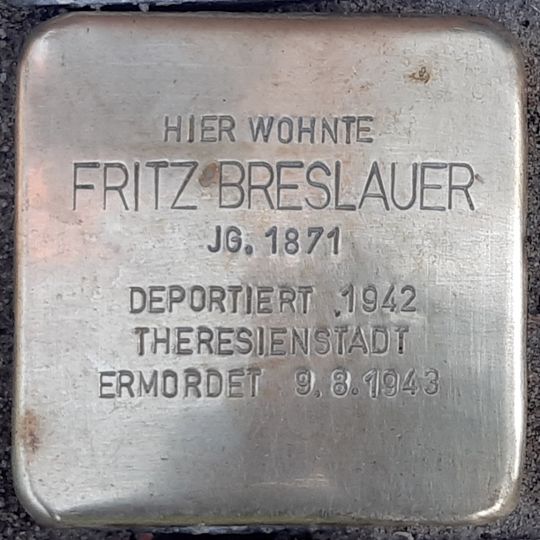 HIER WOHNTE
FRITZ BRESLAUER
JG. 1871
DEPORTIERT 1942
THERESIENSTADT
ERMORDET 9.8.1943